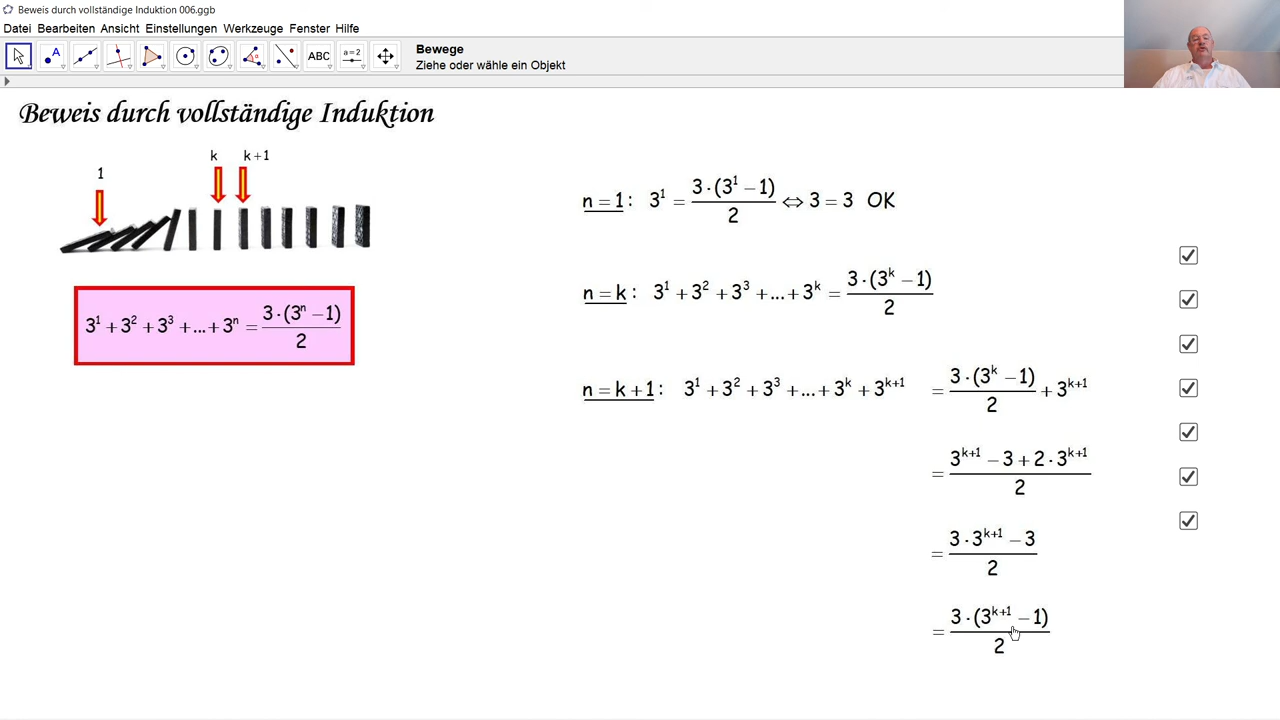 Beweis durch vollständige Induktion 006.ggb
Datei Bearbeiten Ansicht Einstellungen Werkzeuge Fenster Hilfe
A ABC a=2
Bewege
Ziehe oder wähle ein Objekt
Beweis durch vollständige Induktion
1 k k+1
3¹ + 3² + 3³ + ... + 3ⁿ = 3·(3ⁿ − 1)/2
n = 1: 3¹ = 3·(3¹ − 1)/2 ⇔ 3 = 3 OK
n = k: 3¹ + 3² + 3³ + ... + 3ᵏ = 3·(3ᵏ − 1)/2
n = k + 1: 3¹ + 3² + 3³ + ... + 3ᵏ + 3ᵏ⁺¹ = 3·(3ᵏ − 1)/2 + 3ᵏ⁺¹
= (3ᵏ⁺¹ − 3 + 2·3ᵏ⁺¹)/2
= (3·3ᵏ⁺¹ − 3)/2
= 3·(3ᵏ⁺¹ − 1)/2